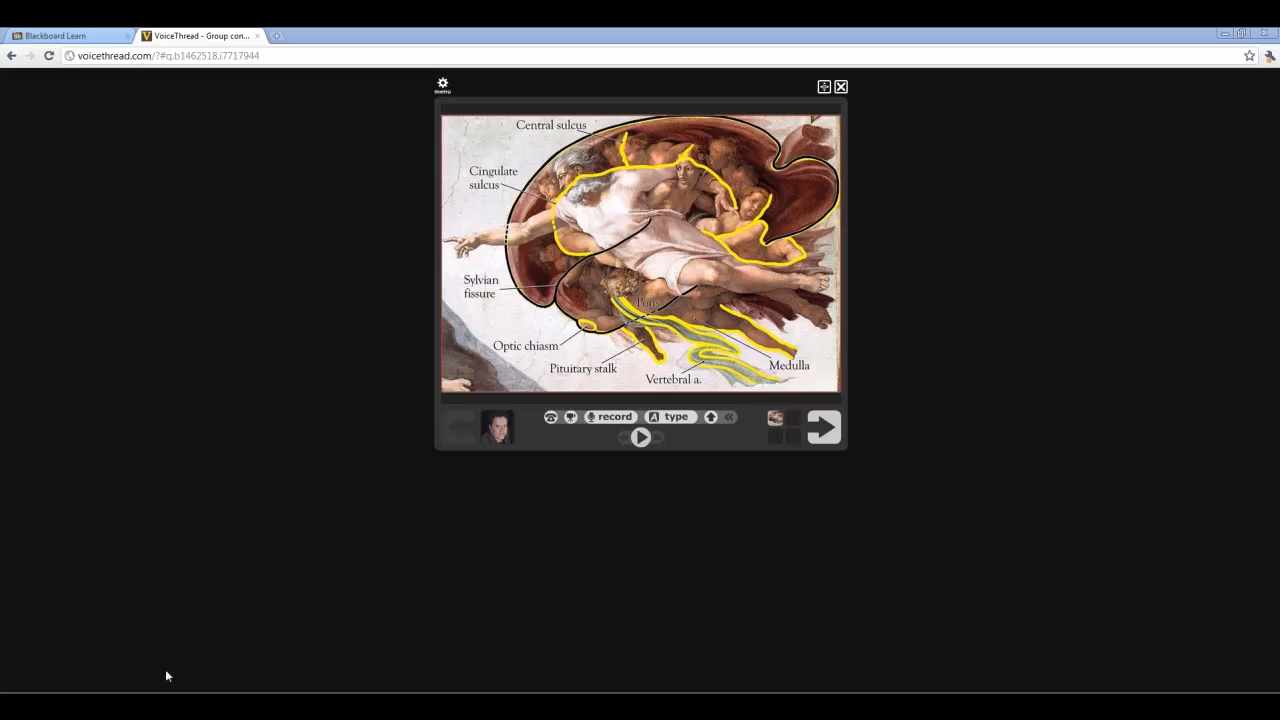 Blackboard Learn
VoiceThread - Group con...
voicethread.com/?#q.b1462518.i7717944
menu
Central sulcus
Cingulate
sulcus
Sylvian
fissure
Pons
Optic chiasm
Pituitary stalk
Medulla
Vertebral a.
record
A type